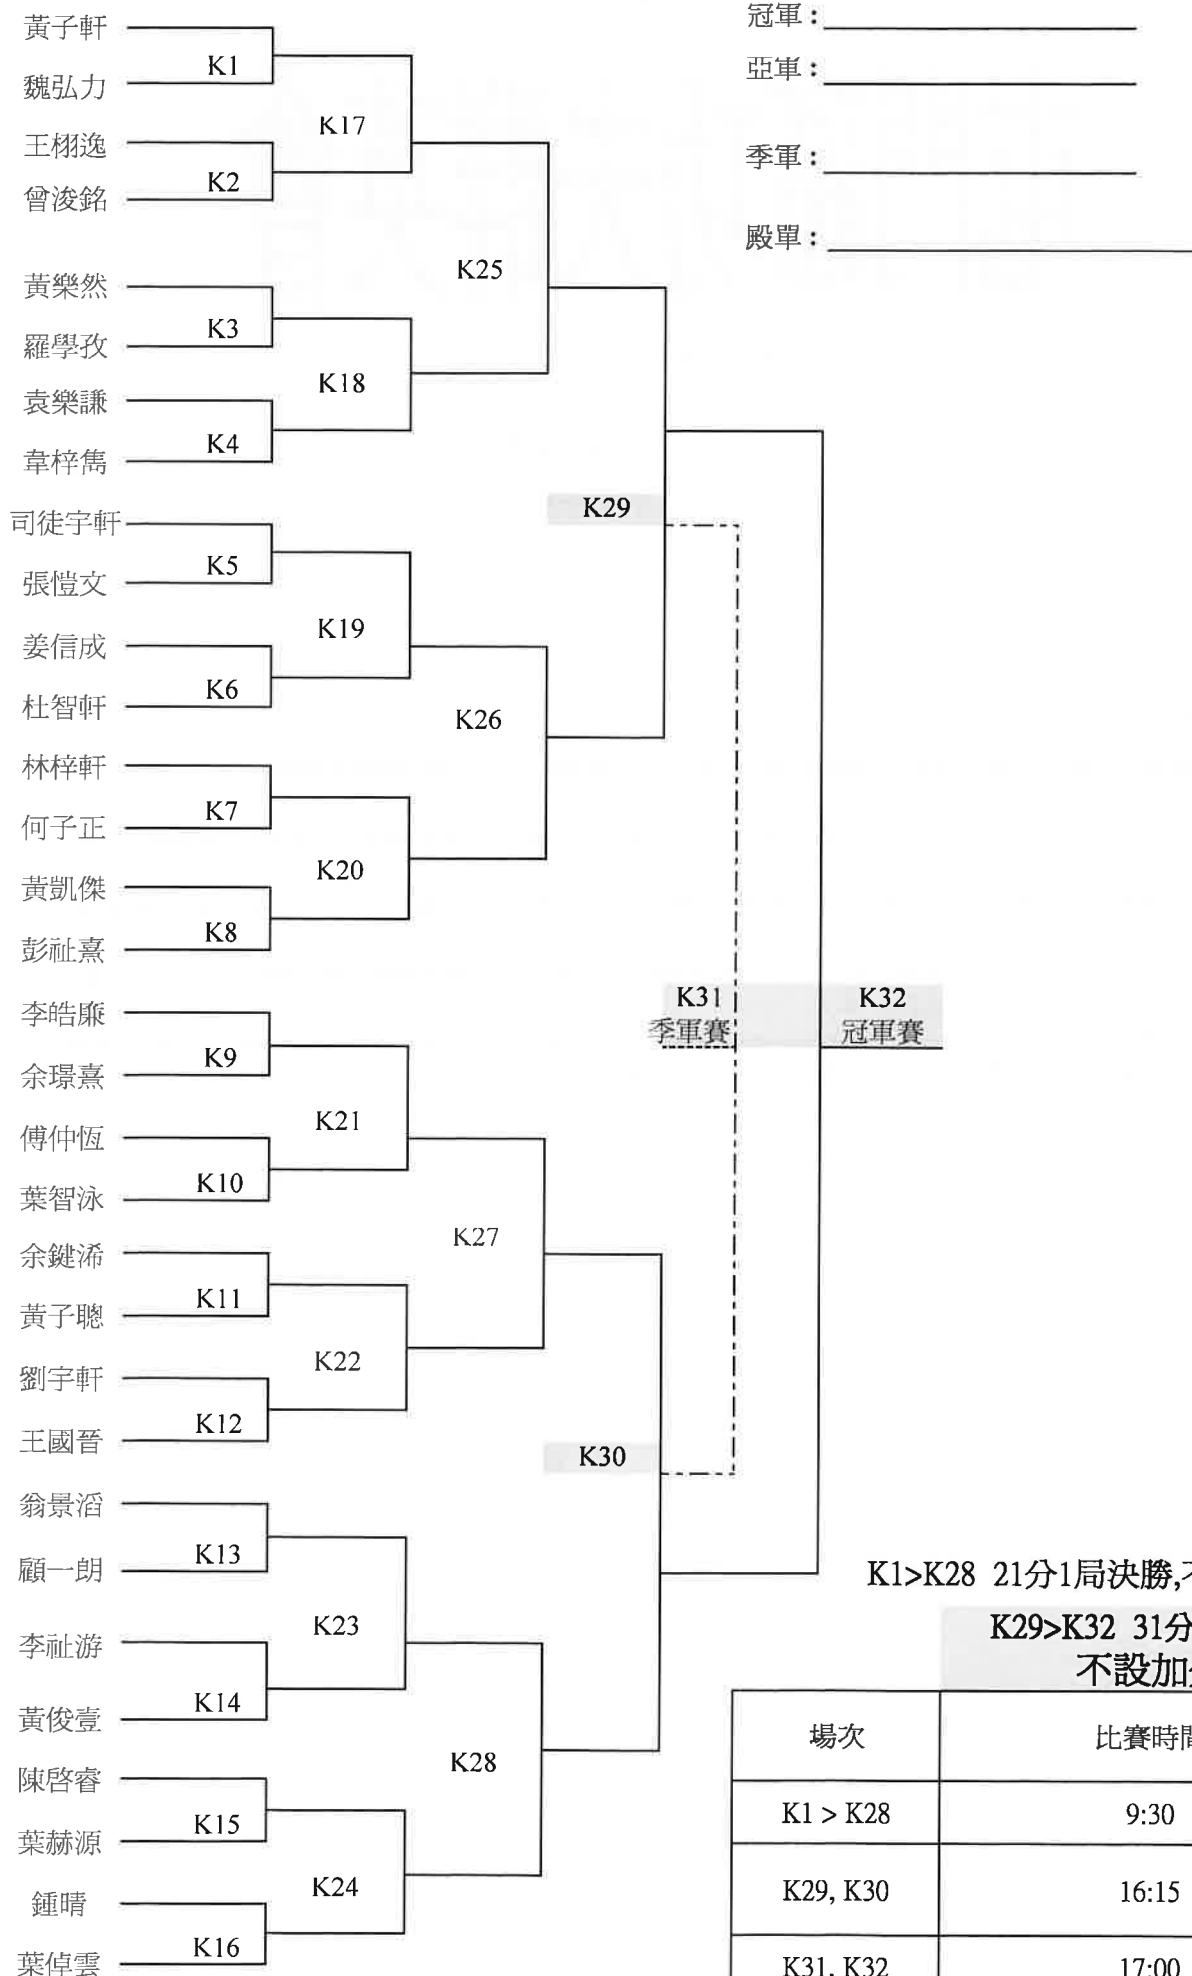 黃子軒
K1
魏弘力
K17
王栩逸
K2
曾浚銘
K25
黃樂然
K3
羅學孜
K18
袁樂謙
K4
韋梓雋
K29
司徒宇軒
K5
張愷文
K19
姜信成
K6
杜智軒
K26
林梓軒
K7
何子正
K20
黃凱傑
K8
彭祉熹
K31
季軍賽
K32
冠軍賽
李皓廉
K9
余璟熹
K21
傅仲恆
K10
葉智泳
K27
余鍵浠
K11
黃子聰
K22
劉宇軒
K12
王國晉
K30
翁景滔
K13
顧一朗
K23
李祉游
K14
黃俊壹
K28
陳啓睿
K15
葉赫源
K24
鍾晴
K16
葉倬雲
冠軍：
亞軍：
季軍：
殿單：
K1>K28 21分1局決勝,
K29>K32 31分
不設加
場次 比賽時
K1 > K28 9:30
K29, K30 16:15
K31, K32 17:00